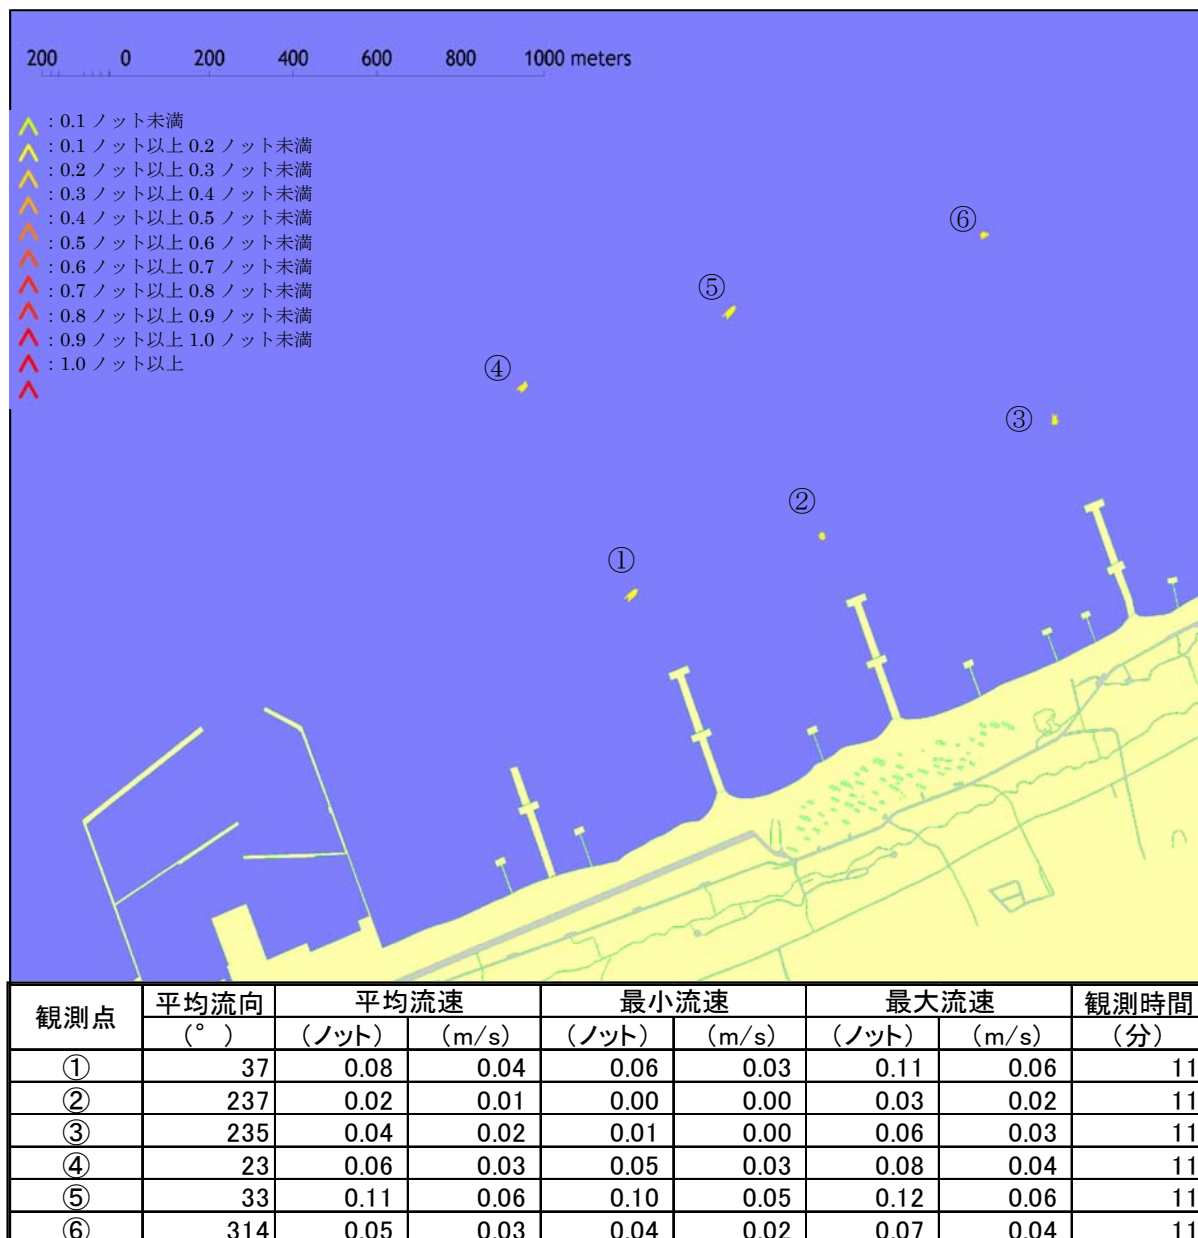 200 0 200 400 600 800 1000 meters
: 0.1 ノット未満
: 0.1 ノット以上 0.2 ノット未満
: 0.2 ノット以上 0.3 ノット未満
: 0.3 ノット以上 0.4 ノット未満
: 0.4 ノット以上 0.5 ノット未満
: 0.5 ノット以上 0.6 ノット未満
: 0.6 ノット以上 0.7 ノット未満
: 0.7 ノット以上 0.8 ノット未満
: 0.8 ノット以上 0.9 ノット未満
: 0.9 ノット以上 1.0 ノット未満
: 1.0 ノット以上
⑥
⑤
④
③
②
①
観測点 平均流向 平均流速 最小流速 最大流速 観測時間
(°) (ノット) (m/s) (ノット) (m/s) (ノット) (m/s) (分)
① 37 0.08 0.04 0.06 0.03 0.11 0.06 11
② 237 0.02 0.01 0.00 0.00 0.03 0.02 11
③ 235 0.04 0.02 0.01 0.00 0.06 0.03 11
④ 23 0.06 0.03 0.05 0.03 0.08 0.04 11
⑤ 33 0.11 0.06 0.10 0.05 0.12 0.06 11
⑥ 314 0.05 0.03 0.04 0.02 0.07 0.04 11